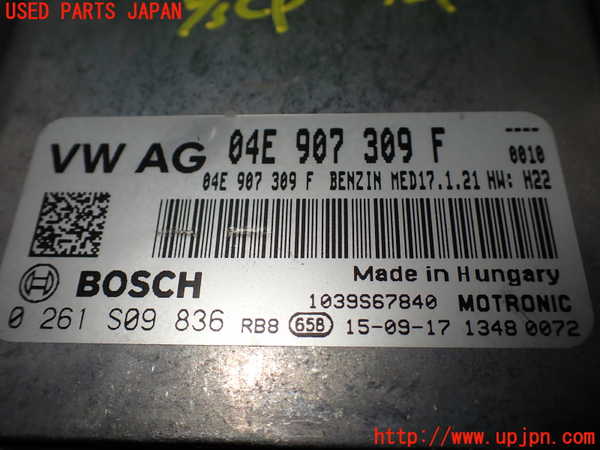 USED PARTS JAPAN
----
VW AG 04E 907 309 F 0010
04E 907 309 F BENZIN MED17.1.21 HW: H22
BOSCH Made in Hungary
1039S67840 MOTRONIC
0 261 S09 836 RB8 658 15-09-17 1348 0072
http://www.upjpn.com/